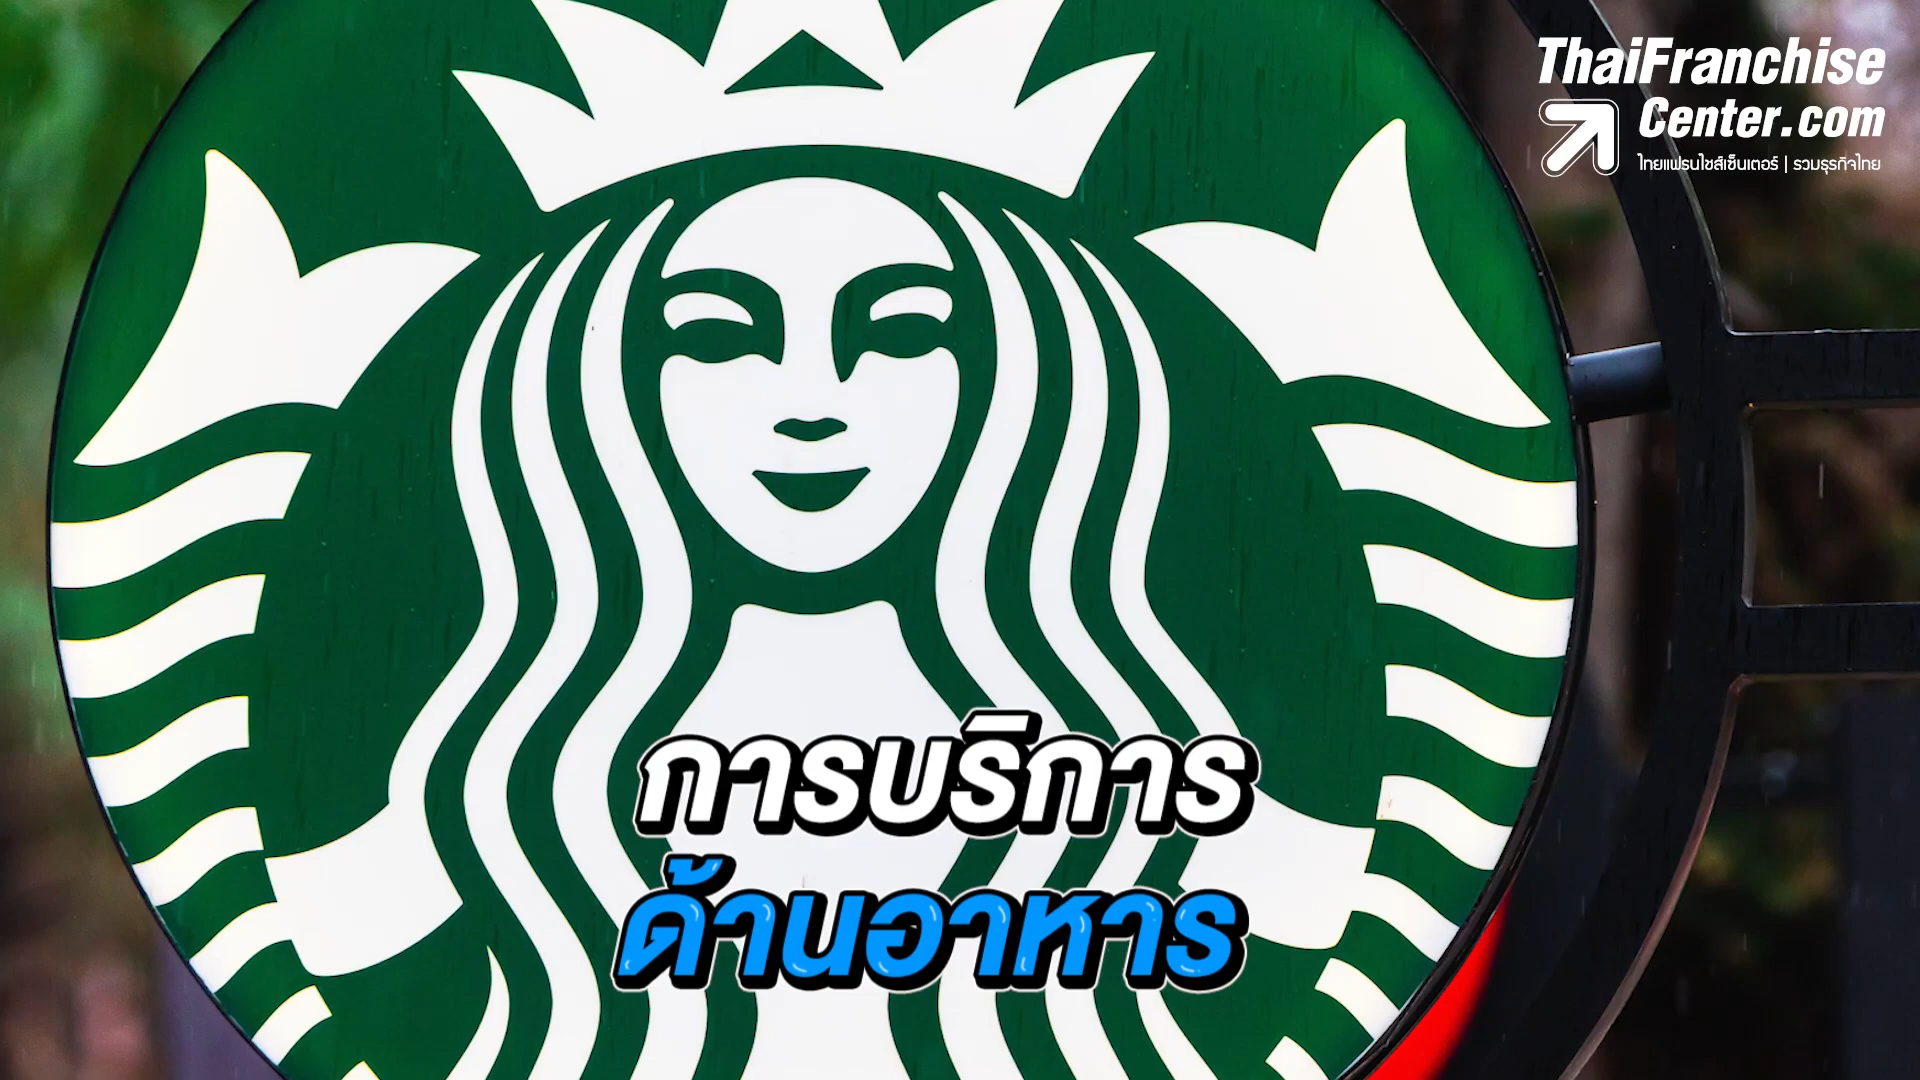 ThaiFranchise
Center.com
ไทยแฟรนไชส์เซ็นเตอร์ | รวมธุรกิจไทย
การบริการ
ด้านอาหาร